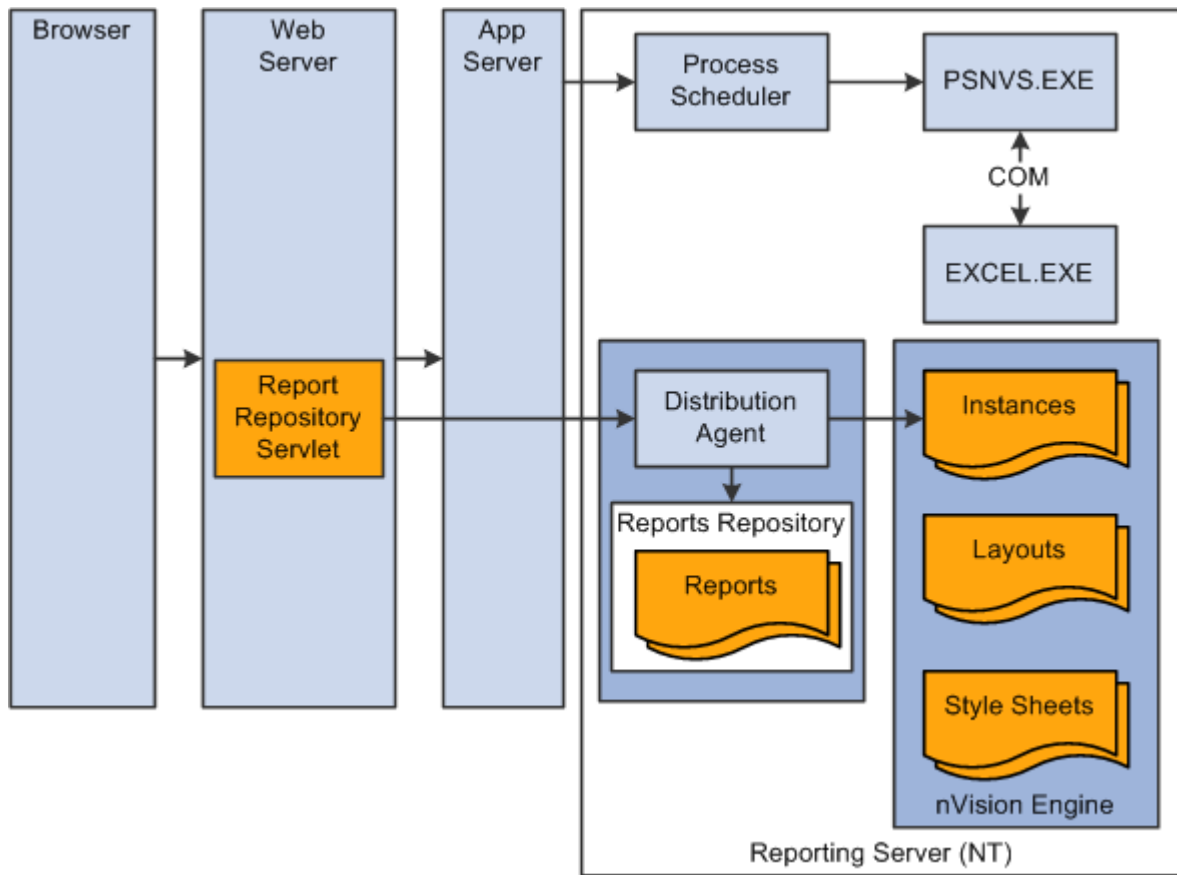 Browser
Web
Server
App
Server
Process
Scheduler
PSNVS.EXE
COM
EXCEL.EXE
Report
Repository
Servlet
Distribution
Agent
Instances
Reports Repository
Reports
Layouts
Style Sheets
nVision Engine
Reporting Server (NT)